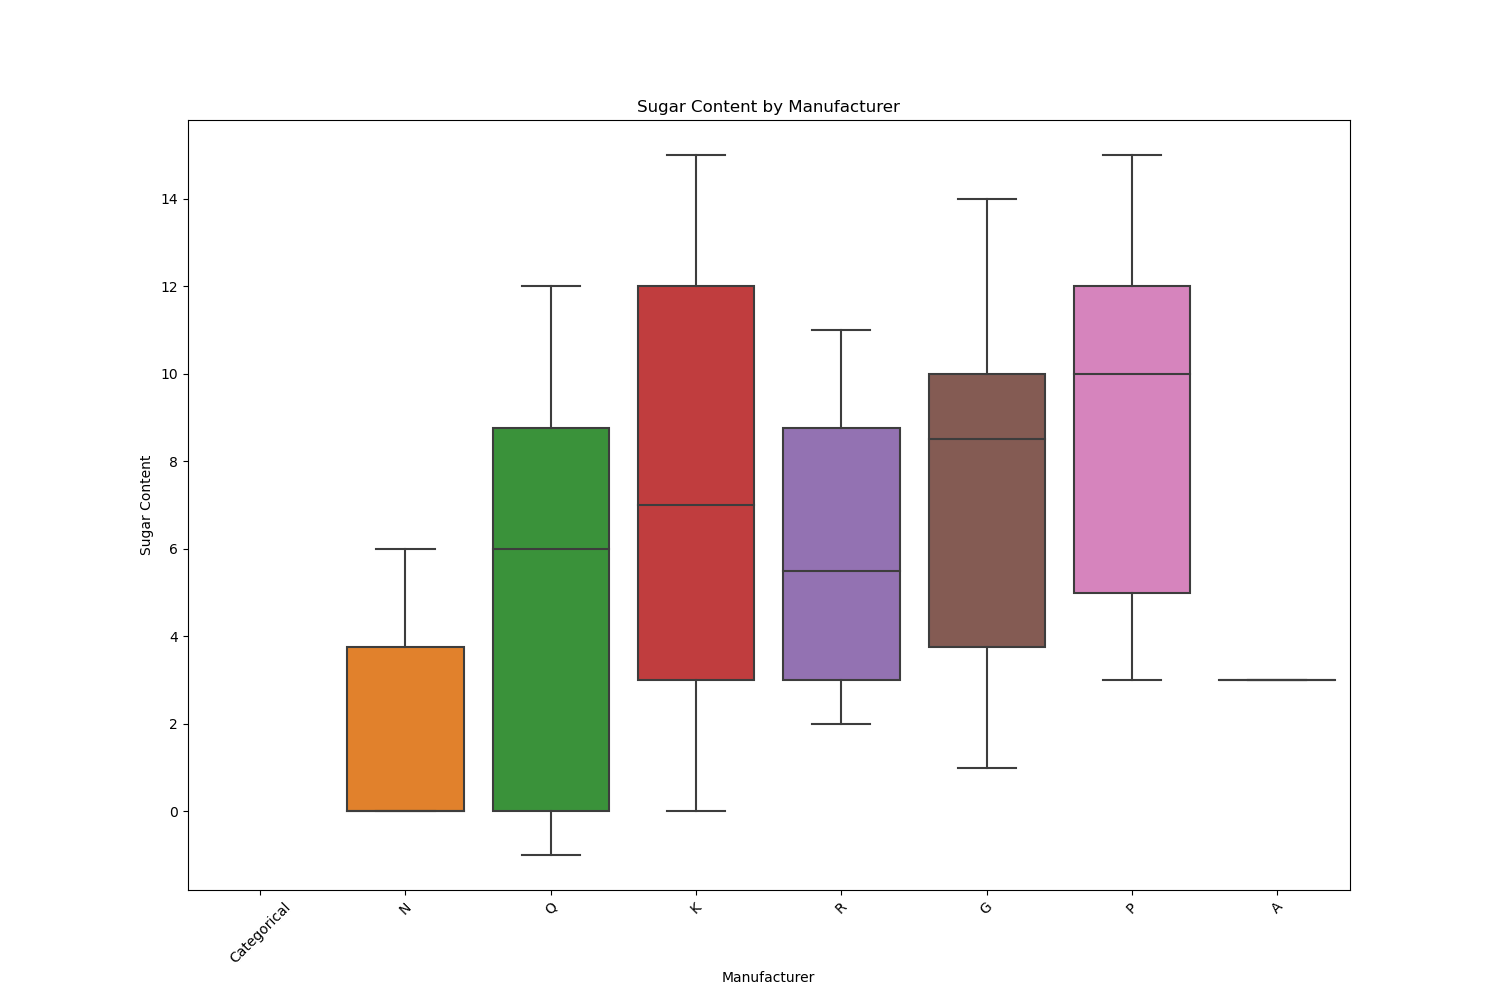 Sugar Content by Manufacturer
Sugar Content
14
12
10
8
6
4
2
0
Categorical
N
Q
K
R
G
P
A
Manufacturer